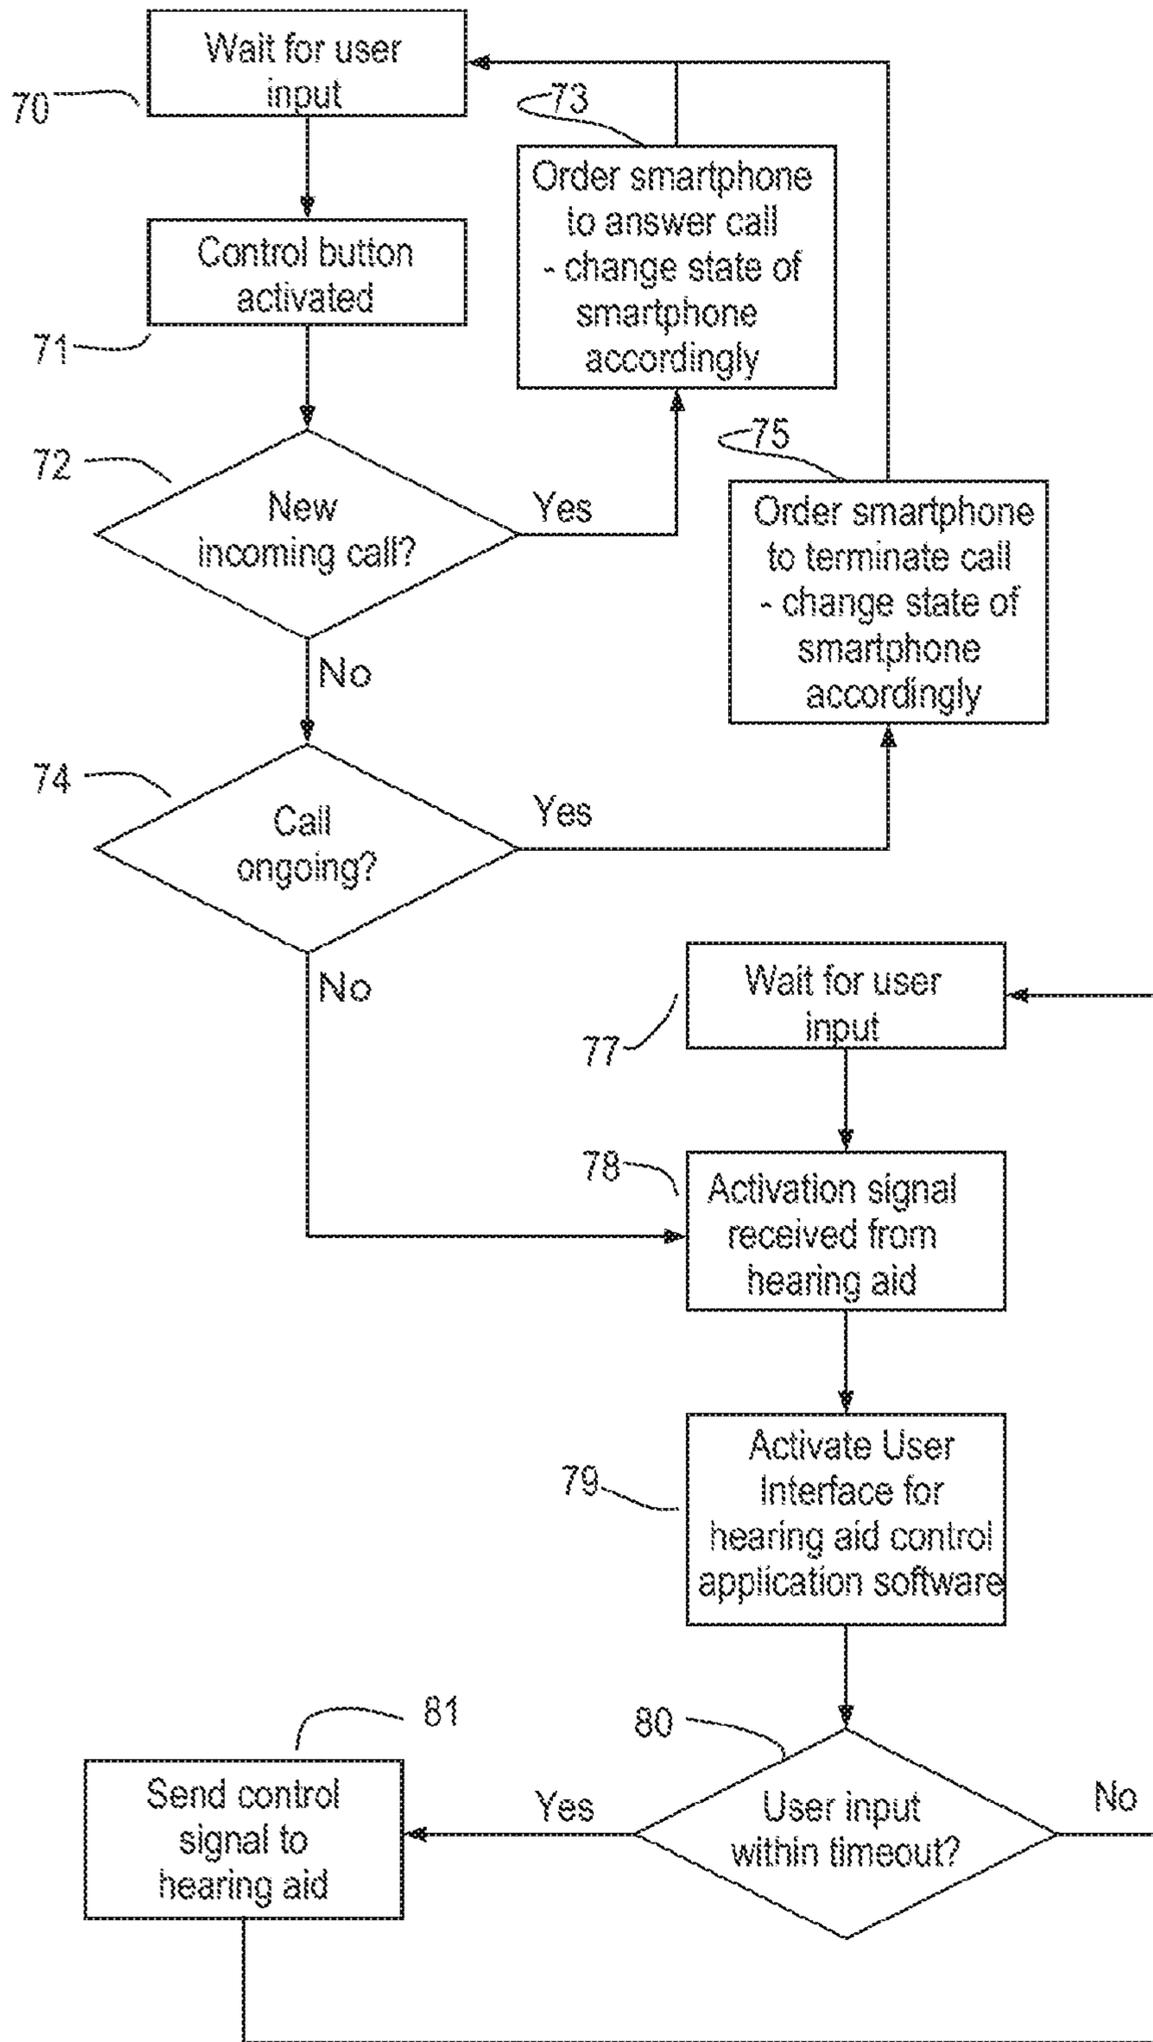 Wait for user
input
70
73
Order smartphone
to answer call
- change state of
smartphone
accordingly
Control button
activated
71
72
New
incoming call?
Yes
75
Order smartphone
to terminate call
- change state of
smartphone
accordingly
No
74
Call
ongoing?
Yes
No
Wait for user
input
77
78
Activation signal
received from
hearing aid
79
Activate User
Interface for
hearing aid control
application software
81
80
Send control
signal to
hearing aid
Yes
User input
within timeout?
No